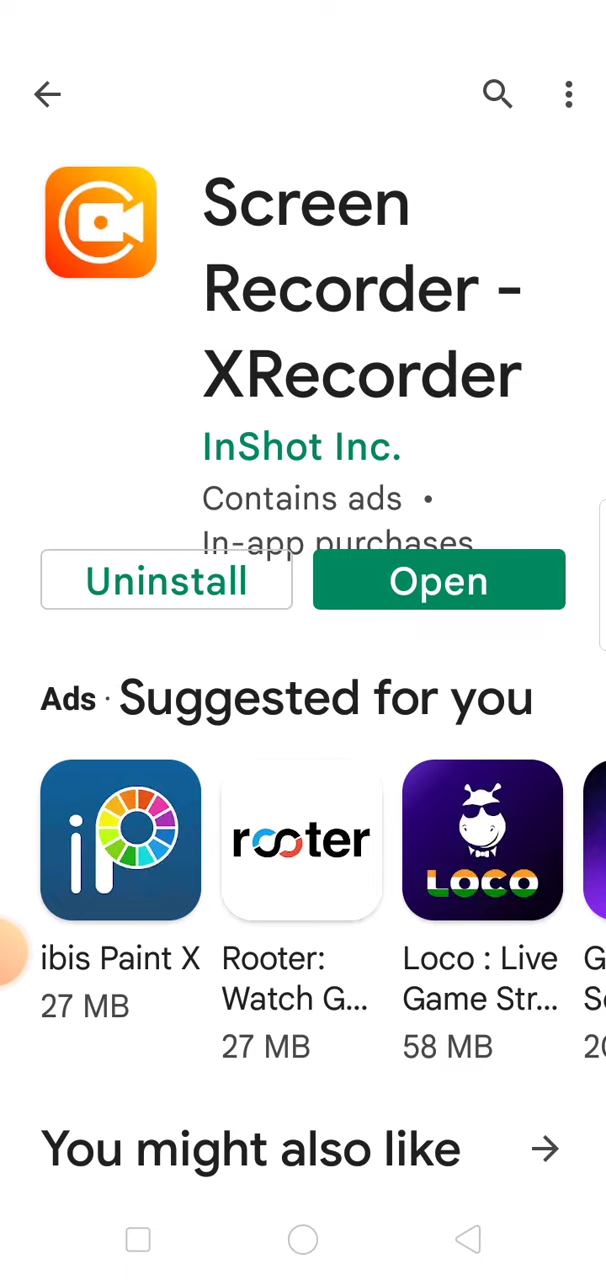 Screen
Recorder -
XRecorder
InShot Inc.
Contains ads •
In-app purchases
Uninstall
Open
Ads · Suggested for you
iP
rooter
LOCO
ibis Paint X
27 MB
Rooter:
Watch G...
27 MB
Loco : Live
Game Str...
58 MB
You might also like